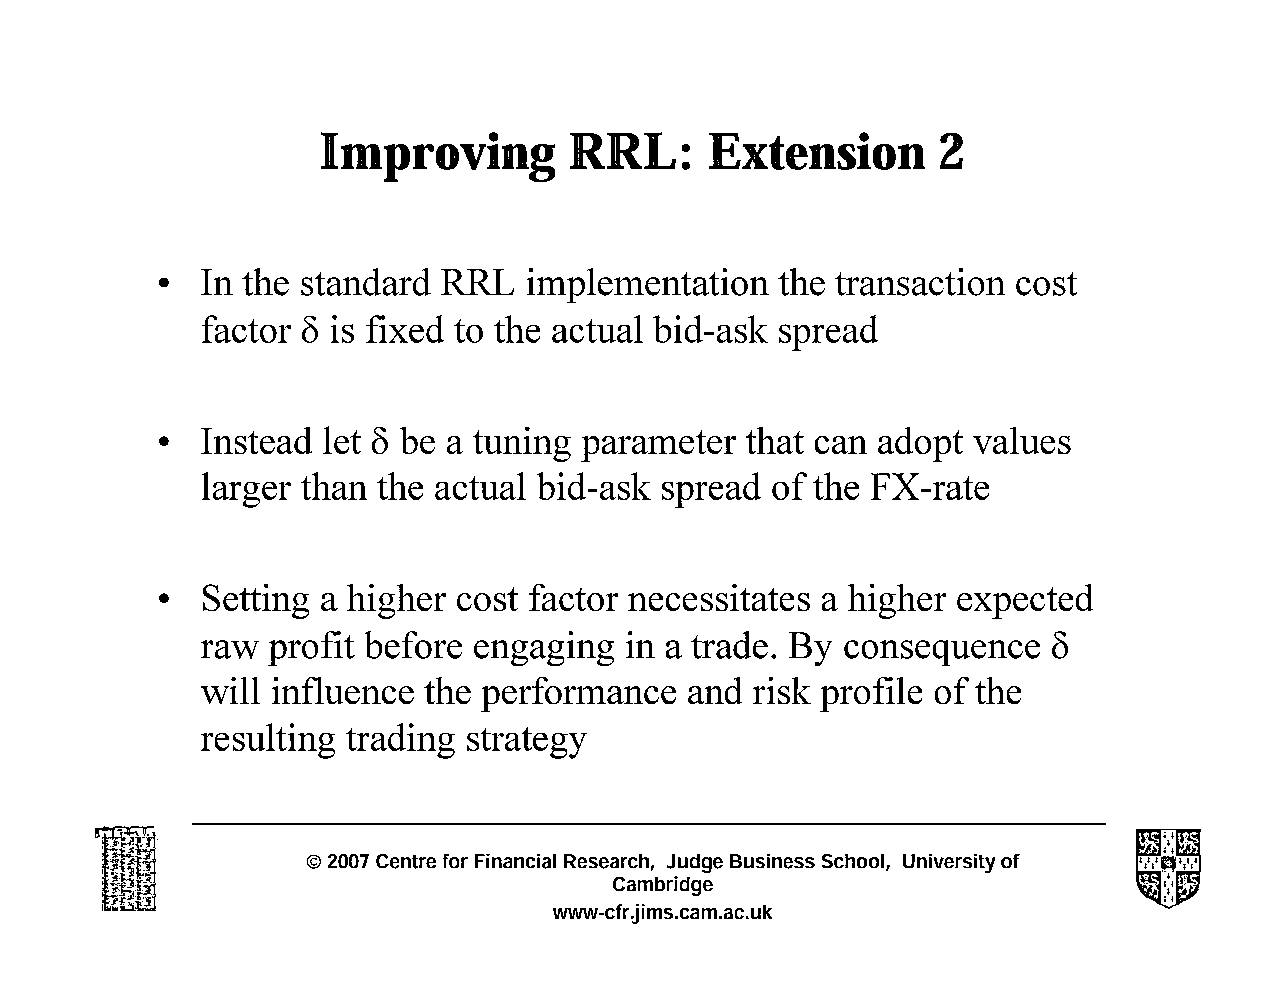 Improving RRL: Extension 2
• In the standard RRL implementation the transaction cost
factor δ is fixed to the actual bid-ask spread
• Instead let δ be a tuning parameter that can adopt values
larger than the actual bid-ask spread of the FX-rate
• Setting a higher cost factor necessitates a higher expected
raw profit before engaging in a trade. By consequence δ
will influence the performance and risk profile of the
resulting trading strategy
© 2007 Centre for Financial Research, Judge Business School, University of
Cambridge
www-cfr.jims.cam.ac.uk